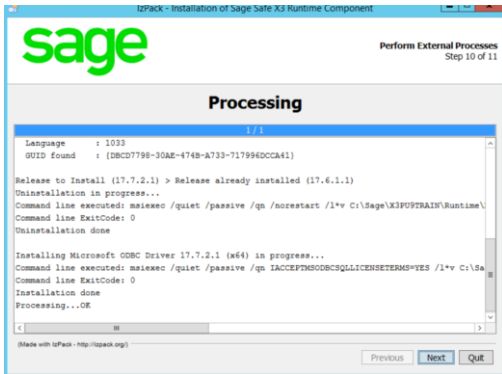 IzPack - Installation of Sage Safe X3 Runtime Component
sage
Perform External Processes
Step 10 of 11
Processing
1 / 1
Language : 1033
GUID found : {DBCD7798-30AE-474B-A733-717996DCCA41}
Release to Install (17.7.2.1) > Release already installed (17.6.1.1)
Uninstallation in progress...
Command line executed: msiexec /quiet /passive /qn /norestart /l*v C:\Sage\X3PU9TRAIN\Runtime\
Command line ExitCode: 0
Uninstallation done
Installing Microsoft ODBC Driver 17.7.2.1 (x64) in progress...
Command line executed: msiexec /quiet /passive /qn IACCEPTMSODBCSQLLICENSETERMS=YES /l*v C:\Sa
Command line ExitCode: 0
Installation done
Processing...OK
(Made with IzPack - http://izpack.org/)
Previous Next Quit